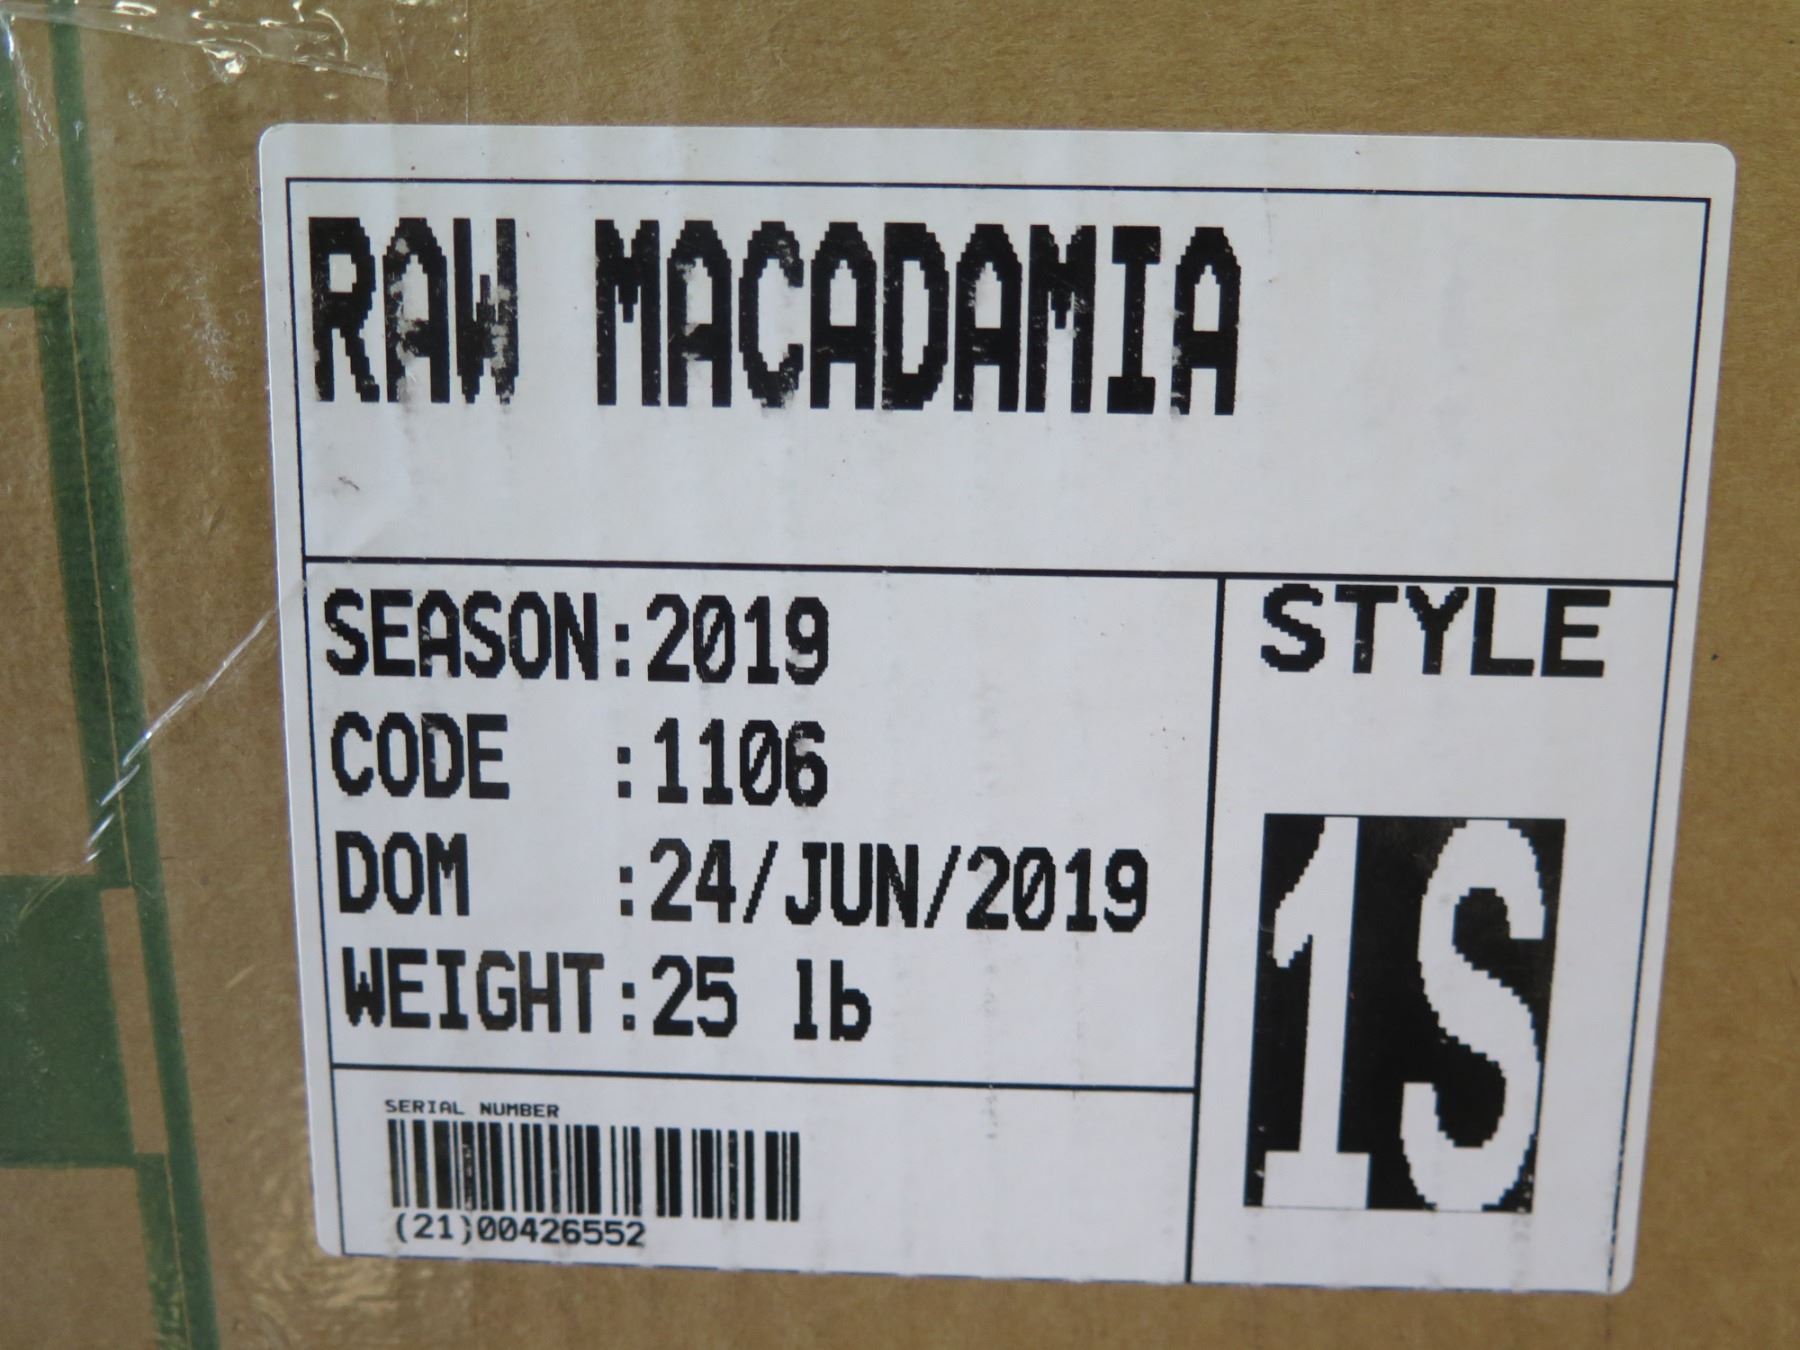 RAW MACADAMIA
SEASON:2019
CODE :1106
DOM :24/JUN/2019
WEIGHT:25 lb
STYLE
1S
SERIAL NUMBER
(21)00426552